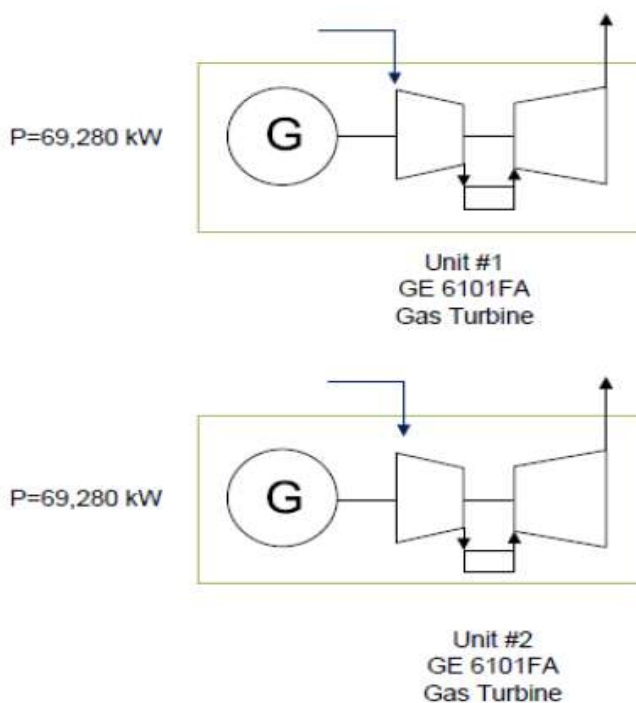 P=69,280 kW
G
Unit #1
GE 6101FA
Gas Turbine
P=69,280 kW
G
Unit #2
GE 6101FA
Gas Turbine